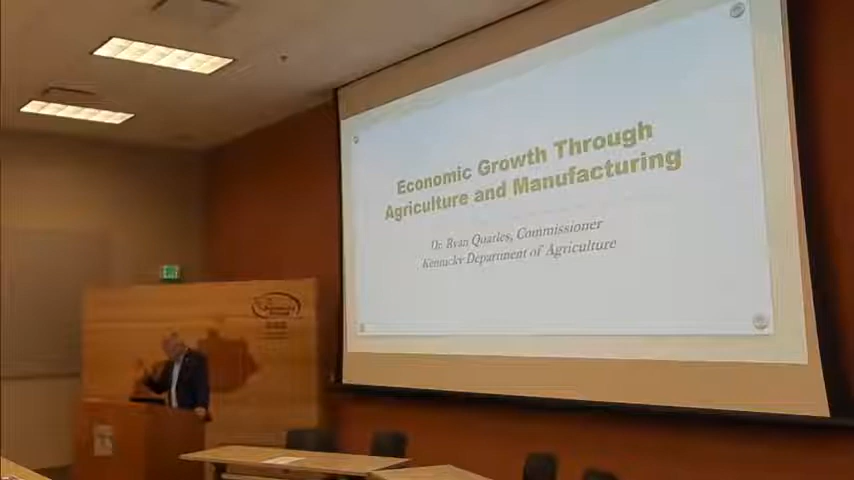 Economic Growth Through
Agriculture and Manufacturing
Dr. Ryan Quarles, Commissioner
Kentucky Department of Agriculture